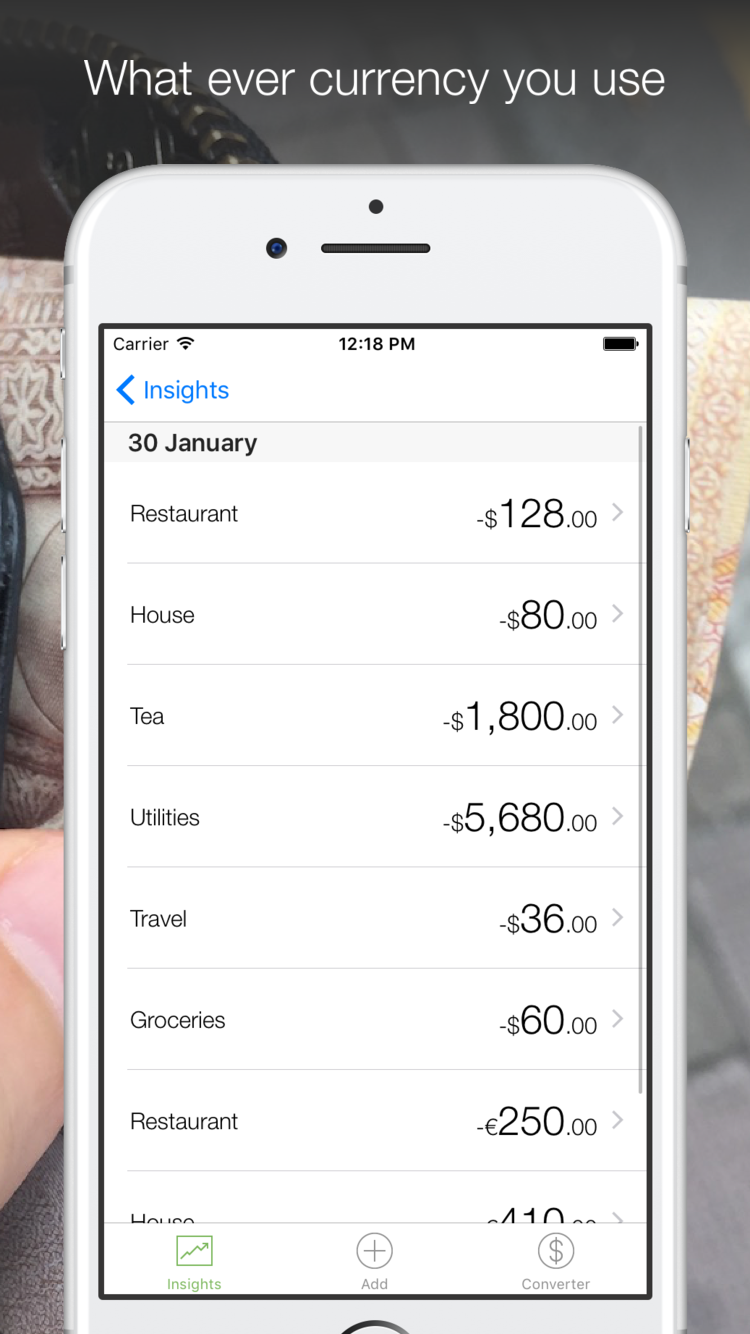 What ever currency you use
Carrier 12:18 PM
Insights
30 January
Restaurant -$128.00
House -$80.00
Tea -$1,800.00
Utilities -$5,680.00
Travel -$36.00
Groceries -$60.00
Restaurant -€250.00
House
Insights Add Converter